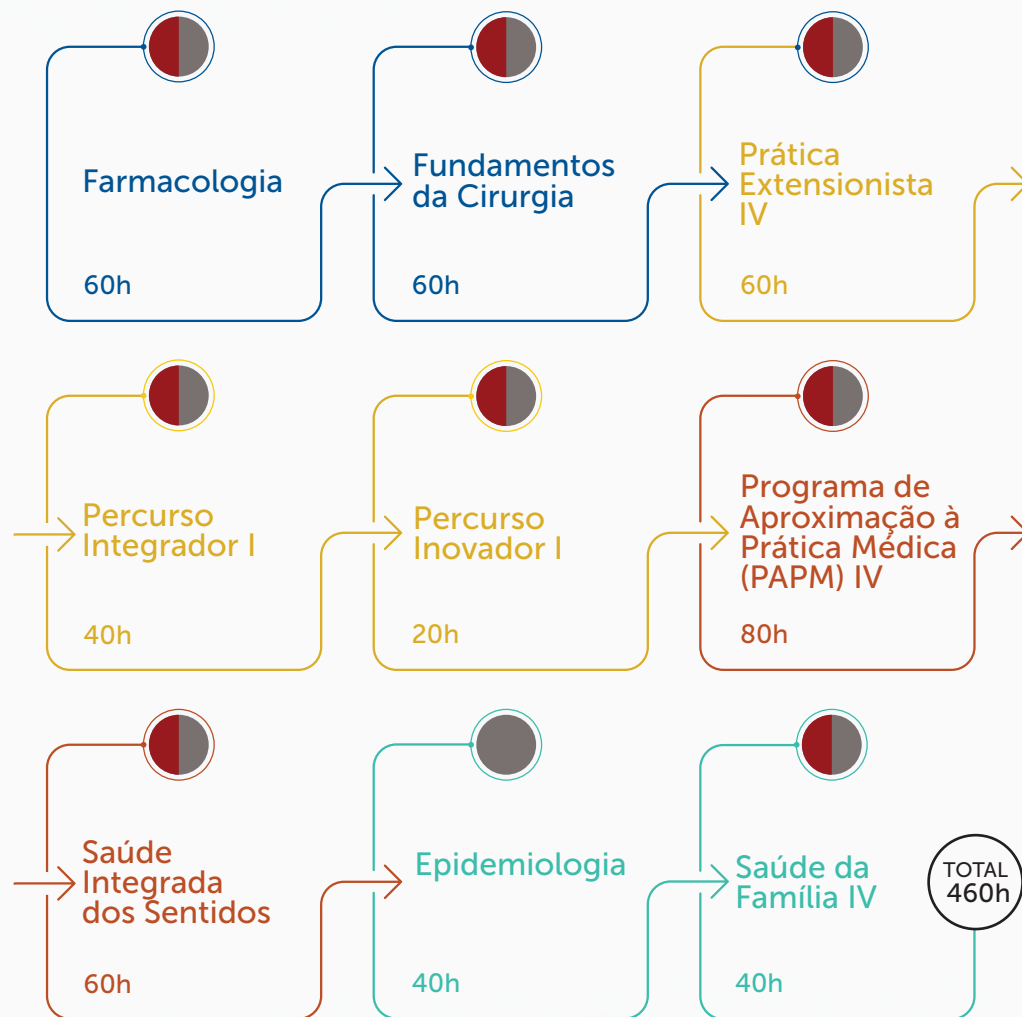 Farmacologia
60h
Fundamentos
da Cirurgia
60h
Prática
Extensionista
IV
60h
Percurso
Integrador I
40h
Percurso
Inovador I
20h
Programa de
Aproximação à
Prática Médica
(PAPM) IV
80h
Saúde
Integrada
dos Sentidos
60h
Epidemiologia
40h
Saúde da
Família IV
40h
TOTAL
460h